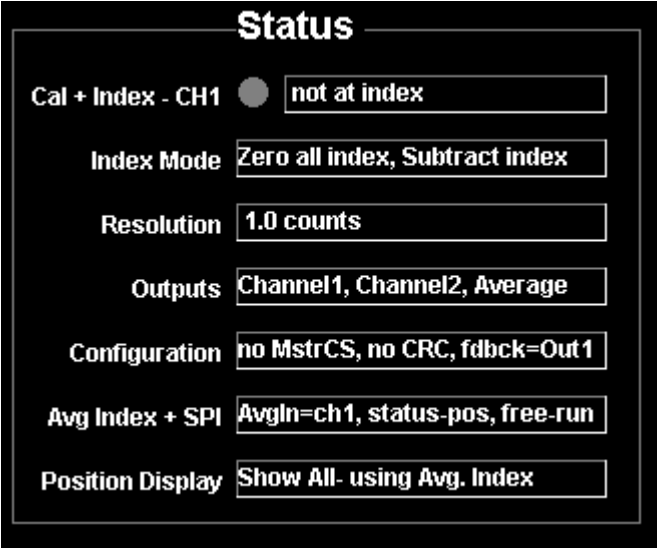 Status
Cal + Index - CH1 not at index
Index Mode Zero all index, Subtract index
Resolution 1.0 counts
Outputs Channel1, Channel2, Average
Configuration no MstrCS, no CRC, fdbck=Out1
Avg Index + SPI AvgIn=ch1, status-pos, free-run
Position Display Show All- using Avg. Index